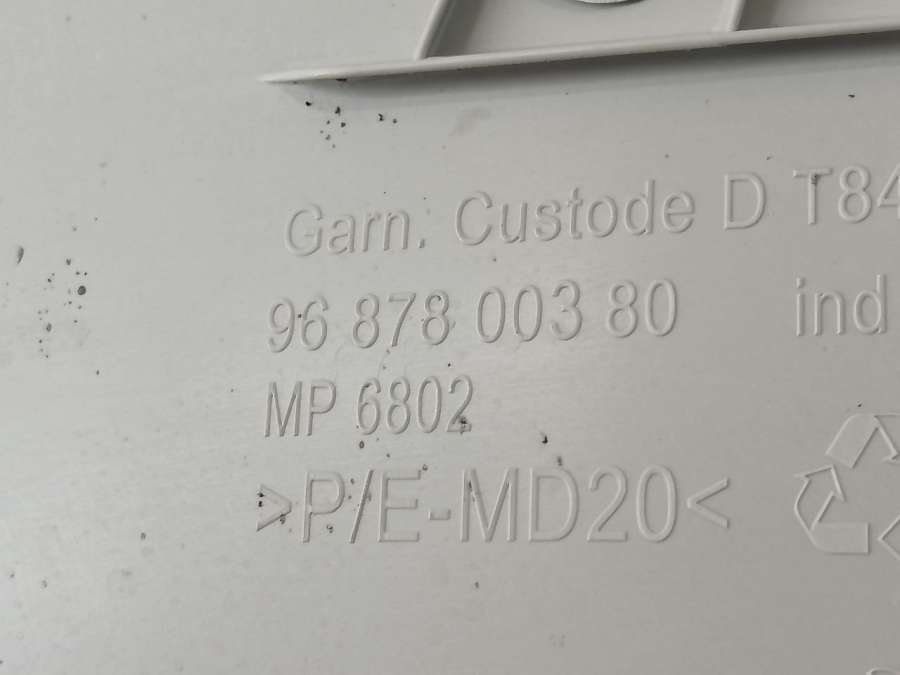 Garn. Custode D T84
96 878 003 80 ind
MP 6802
>P/E-MD20<